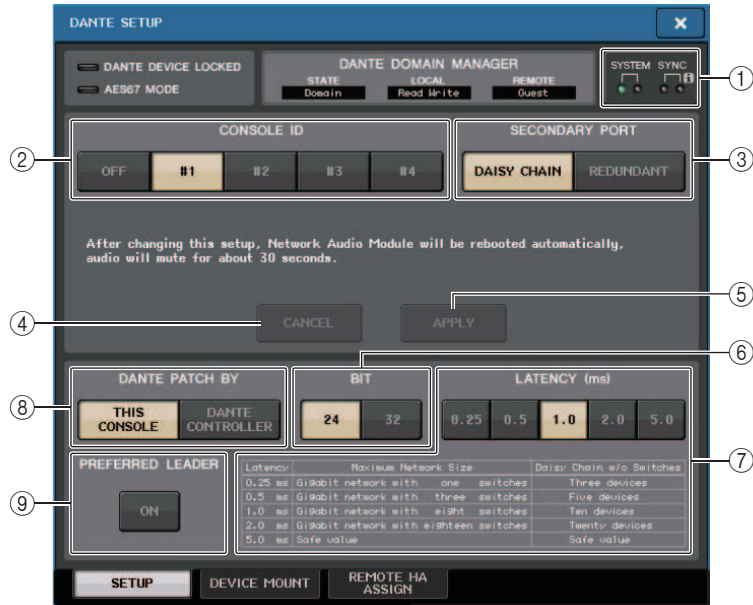 DANTE SETUP
×
DANTE DEVICE LOCKED
AES67 MODE
DANTE DOMAIN MANAGER
STATE LOCAL REMOTE
Domain Read Write Guest
SYSTEM SYNC
i
①
CONSOLE ID
OFF #1 #2 #3 #4
②
SECONDARY PORT
DAISY CHAIN REDUNDANT
③
After changing this setup, Network Audio Module will be rebooted automatically,
audio will mute for about 30 seconds.
④
CANCEL
APPLY
⑤
⑥
DANTE PATCH BY
THIS
CONSOLE
DANTE
CONTROLLER
⑧
BIT
24 32
LATENCY (ms)
0.25 0.5 1.0 2.0 5.0
⑦
PREFERRED LEADER
ON
⑨
Latency Maximum Network Size Daisy Chain w/o Switches
0.25 ms Gigabit network with one switches Three devices
0.5 ms Gigabit network with three switches Five devices
1.0 ms Gigabit network with eight switches Ten devices
2.0 ms Gigabit network with eighteen switches Twenty devices
5.0 ms Safe value Safe value
SETUP
DEVICE MOUNT
REMOTE HA
ASSIGN